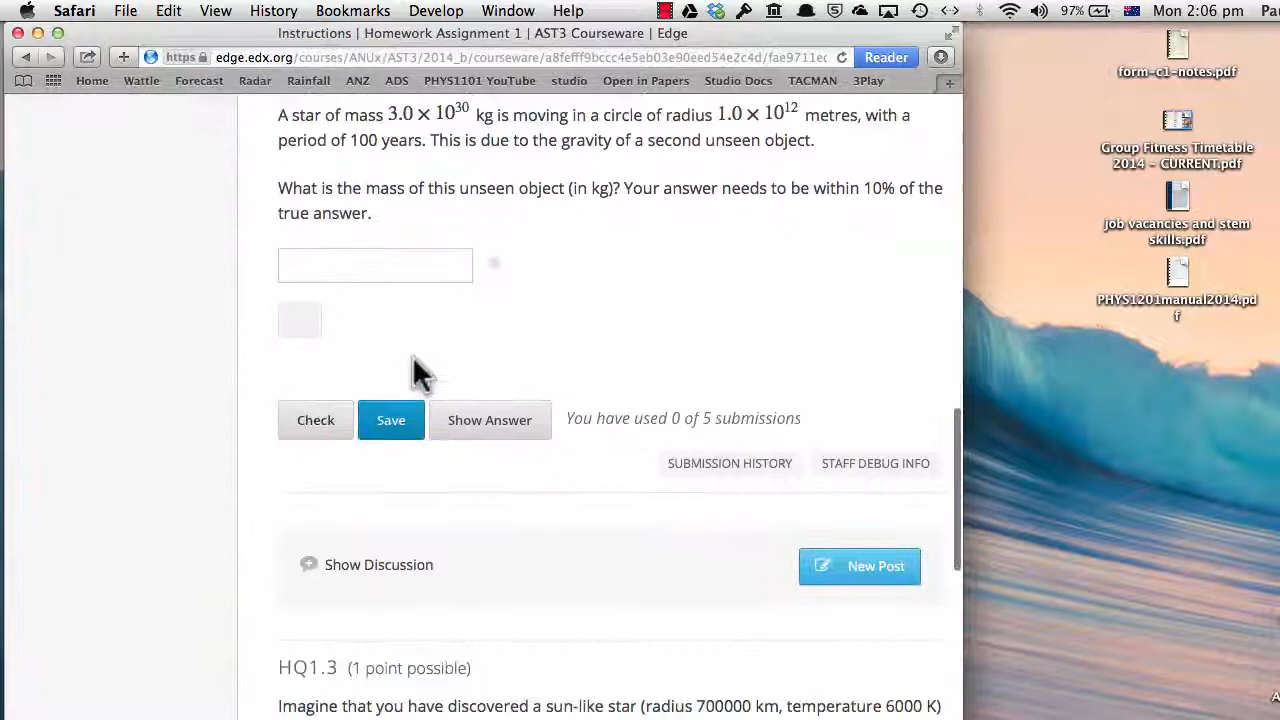 Safari File Edit View History Bookmarks Develop Window Help 97% Mon 2:06 pm
Instructions | Homework Assignment 1 | AST3 Courseware | Edge
https edge.edx.org/courses/ANUx/AST3/2014_b/courseware/a8fefff9bccc4e5eb03e90eed54e2c4d/fae9711ec Reader
Home Wattle Forecast Radar Rainfall ANZ ADS PHYS1101 YouTube studio Open in Papers Studio Docs TACMAN 3Play
A star of mass 3.0 × 10³⁰ kg is moving in a circle of radius 1.0 × 10¹² metres, with a
period of 100 years. This is due to the gravity of a second unseen object.
What is the mass of this unseen object (in kg)? Your answer needs to be within 10% of the
true answer.
Check Save Show Answer You have used 0 of 5 submissions
SUBMISSION HISTORY STAFF DEBUG INFO
Show Discussion New Post
HQ1.3 (1 point possible)
Imagine that you have discovered a sun-like star (radius 700000 km, temperature 6000 K)
form-c1-notes.pdf
Group Fitness Timetable
2014 – CURRENT.pdf
job vacancies and stem
skills.pdf
PHYS1201manual2014.pd
f